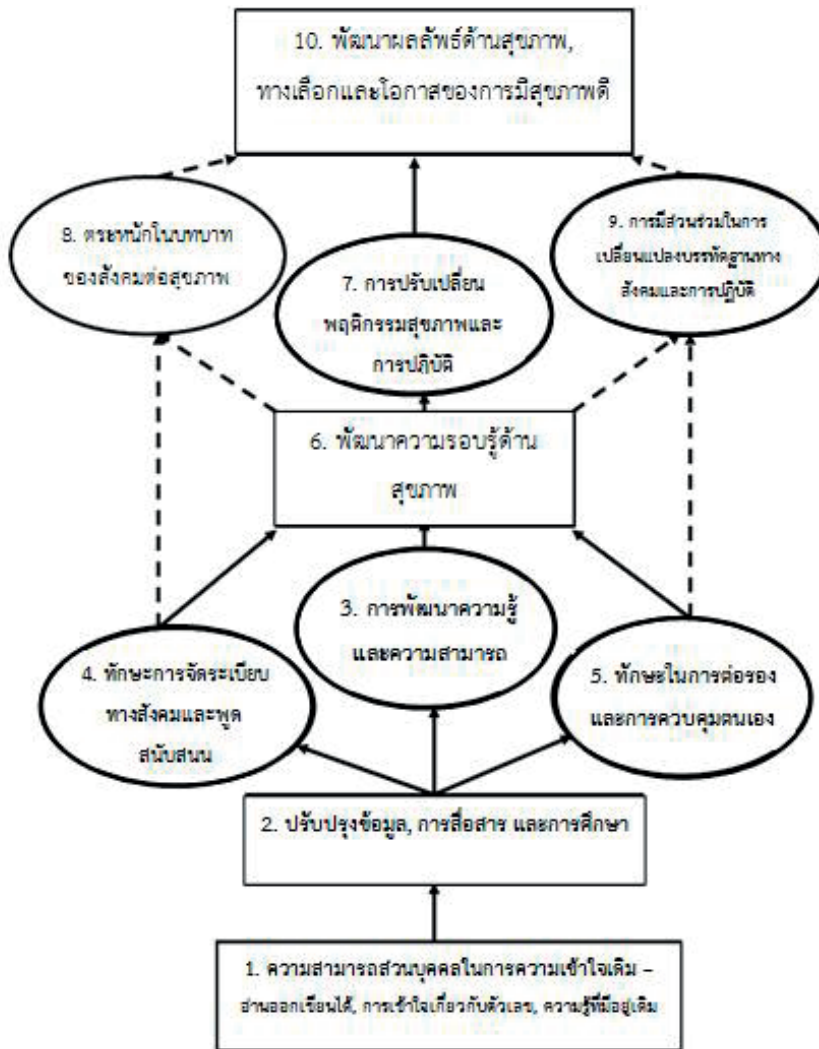 10. พัฒนาผลลัพธ์ด้านสุขภาพ,
ทางเลือกและโอกาสของการมีสุขภาพดี
8. ตระหนักในบทบาท
ของสังคมต่อสุขภาพ
9. การมีส่วนร่วมในการ
เปลี่ยนแปลงบรรทัดฐานทาง
สังคมและการปฏิบัติ
7. การปรับเปลี่ยน
พฤติกรรมสุขภาพและ
การปฏิบัติ
6. พัฒนาความรอบรู้ด้าน
สุขภาพ
3. การพัฒนาความรู้
และความสามารถ
4. ทักษะการจัดระเบียบ
ทางสังคมและพูด
สนับสนน
5. ทักษะในการต่อรอง
และการควบคุมตนเอง
2. ปรับปรุงข้อมูล, การสื่อสาร และการศึกษา
1. ความสามารถส่วนบุคคลในการความเข้าใจเดิม –
อ่านออกเขียนได้, การเข้าใจเกี่ยวกับตัวเลข, ความรู้ที่มีอยู่เดิม